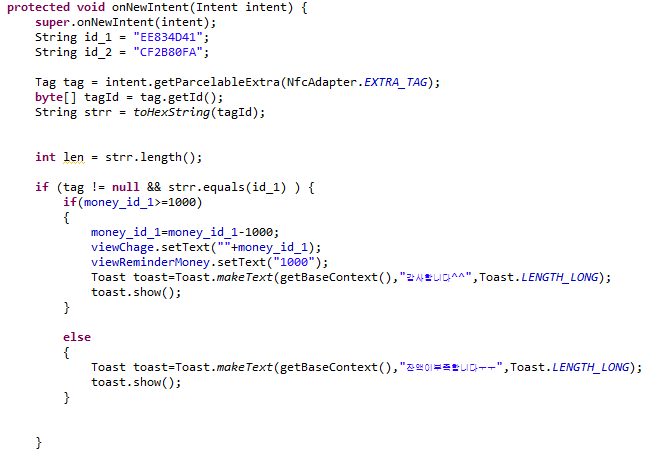 protected void onNewIntent(Intent intent) {
    super.onNewIntent(intent);
    String id_1 = "EE834D41";
    String id_2 = "CF2B80FA";
    Tag tag = intent.getParcelableExtra(NfcAdapter.EXTRA_TAG);
    byte[] tagId = tag.getId();
    String strr = toHexString(tagId);
    int len = strr.length();
    if (tag != null && strr.equals(id_1) ) {
        if(money_id_1>=1000)
        {
            money_id_1=money_id_1-1000;
            viewChage.setText(""+money_id_1);
            viewReminderMoney.setText("1000");
            Toast toast=Toast.makeText(getBaseContext(),"감사합니다^^",Toast.LENGTH_LONG);
            toast.show();
        }
        else
        {
            Toast toast=Toast.makeText(getBaseContext(),"잔액이부족합니다ㅜㅜ",Toast.LENGTH_LONG);
            toast.show();
        }
    }